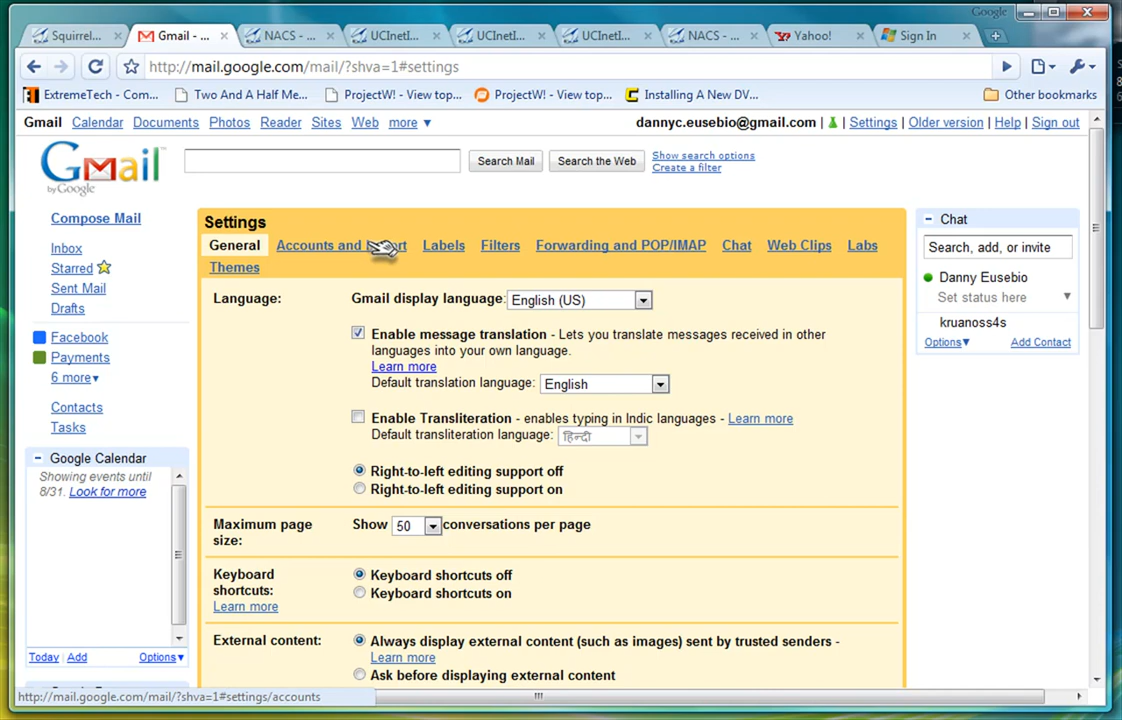 Google
Squirrel...
Gmail - ...
NACS - ...
UCInetI...
UCInetI...
UCInetI...
NACS - ...
Yahoo!
Sign In
http://mail.google.com/mail/?shva=1#settings
ExtremeTech - Com...
Two And A Half Me...
ProjectW! - View top...
ProjectW! - View top...
Installing A New DV...
Other bookmarks
Gmail Calendar Documents Photos Reader Sites Web more ▼
dannyc.eusebio@gmail.com | | Settings | Older version | Help | Sign out
Gmail
by Google
Search Mail
Search the Web
Show search options
Create a filter
Compose Mail
Inbox
Starred
Sent Mail
Drafts
Facebook
Payments
6 more▾
Contacts
Tasks
Google Calendar
Showing events until
8/31. Look for more
Today | Add
Options▼
Settings
General
Accounts and
Labels
Filters
Forwarding and POP/IMAP
Chat
Web Clips
Labs
Themes
Language:
Gmail display language: English (US)
Enable message translation - Lets you translate messages received in other
languages into your own language.
Learn more
Default translation language: English
Enable Transliteration - enables typing in Indic languages - Learn more
Default transliteration language: हिन्दी
Right-to-left editing support off
Right-to-left editing support on
Maximum page
size:
Show 50 conversations per page
Keyboard
shortcuts:
Learn more
Keyboard shortcuts off
Keyboard shortcuts on
External content:
Always display external content (such as images) sent by trusted senders -
Learn more
Ask before displaying external content
Chat
Search, add, or invite
Danny Eusebio
Set status here
kruanoss4s
Options▼
Add Contact
http://mail.google.com/mail/?shva=1#settings/accounts